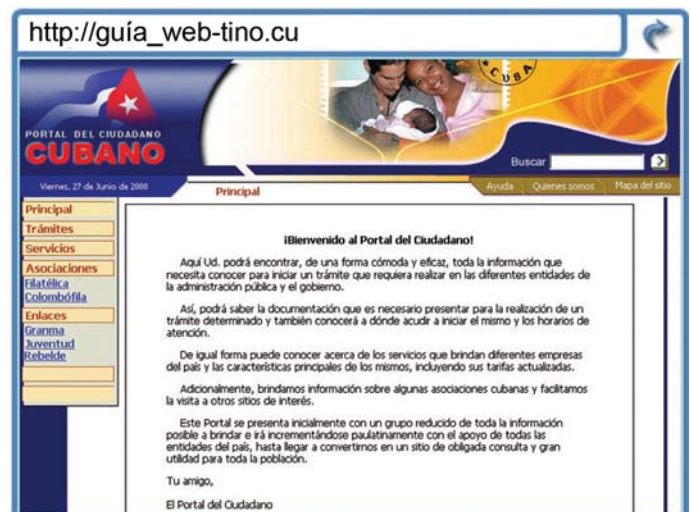 http://guía_web-tino.cu
CUBA
PORTAL DEL CIUDADANO
CUBANO
Buscar
Viernes, 27 de Junio de 2008
Principal
Ayuda
Quienes somos
Mapa del sitio
Principal
Trámites
Servicios
Asociaciones
Filatélica
Colombófila
Enlaces
Granma
Juventud
Rebelde
¡Bienvenido al Portal del Ciudadano!
Aquí Ud. podrá encontrar, de una forma cómoda y eficaz, toda la información que
necesita conocer para iniciar un trámite que requiera realizar en las diferentes entidades de
la administración pública y el gobierno.
Así, podrá saber la documentación que es necesario presentar para la realización de un
trámite determinado y también conocerá a dónde acudir a iniciar el mismo y los horarios de
atención.
De igual forma puede conocer acerca de los servicios que brindan diferentes empresas
del país y las características principales de los mismos, incluyendo sus tarifas actualizadas.
Adicionalmente, brindamos información sobre algunas asociaciones cubanas y facilitamos
la visita a otros sitios de interés.
Este Portal se presenta inicialmente con un grupo reducido de toda la información
posible a brindar e irá incrementándose paulatinamente con el apoyo de todas las
entidades del país, hasta llegar a convertirnos en un sitio de obligada consulta y gran
utilidad para toda la población.
Tu amigo,
El Portal del Ciudadano